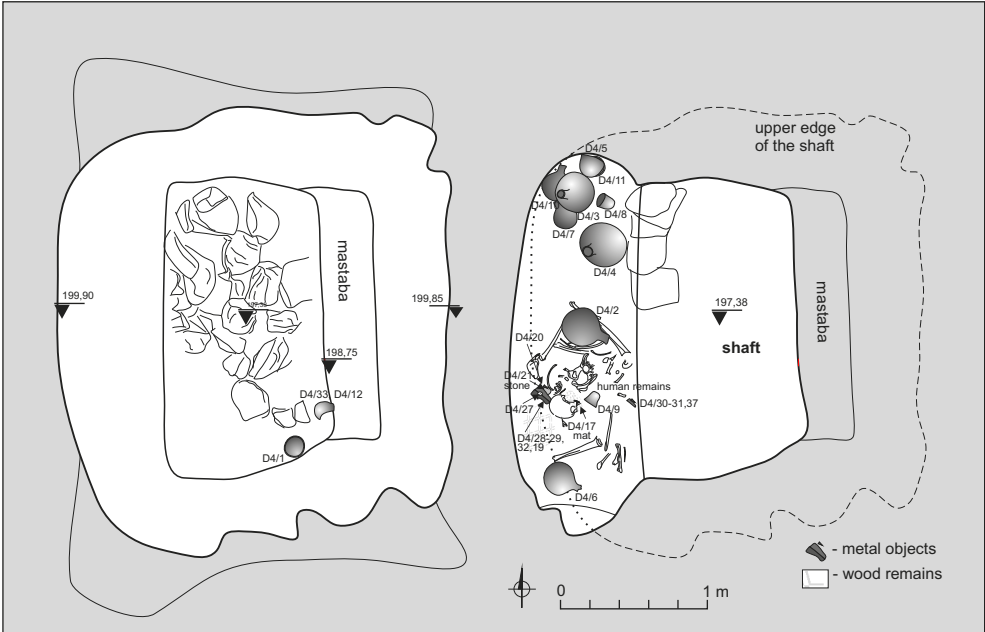 mastaba
199,90
199,85
198,75
D4/33
D4/12
D4/1
upper edge
of the shaft
D4/5
D4/11
D4/10
D4/3
D4/8
D4/7
D4/4
D4/2
D4/20
D4/21
stone
human remains
D4/27
D4/9
D4/30-31,37
D4/17
mat
D4/28-29,
32,19
D4/6
197,38
shaft
mastaba
- metal objects
- wood remains
0
1 m